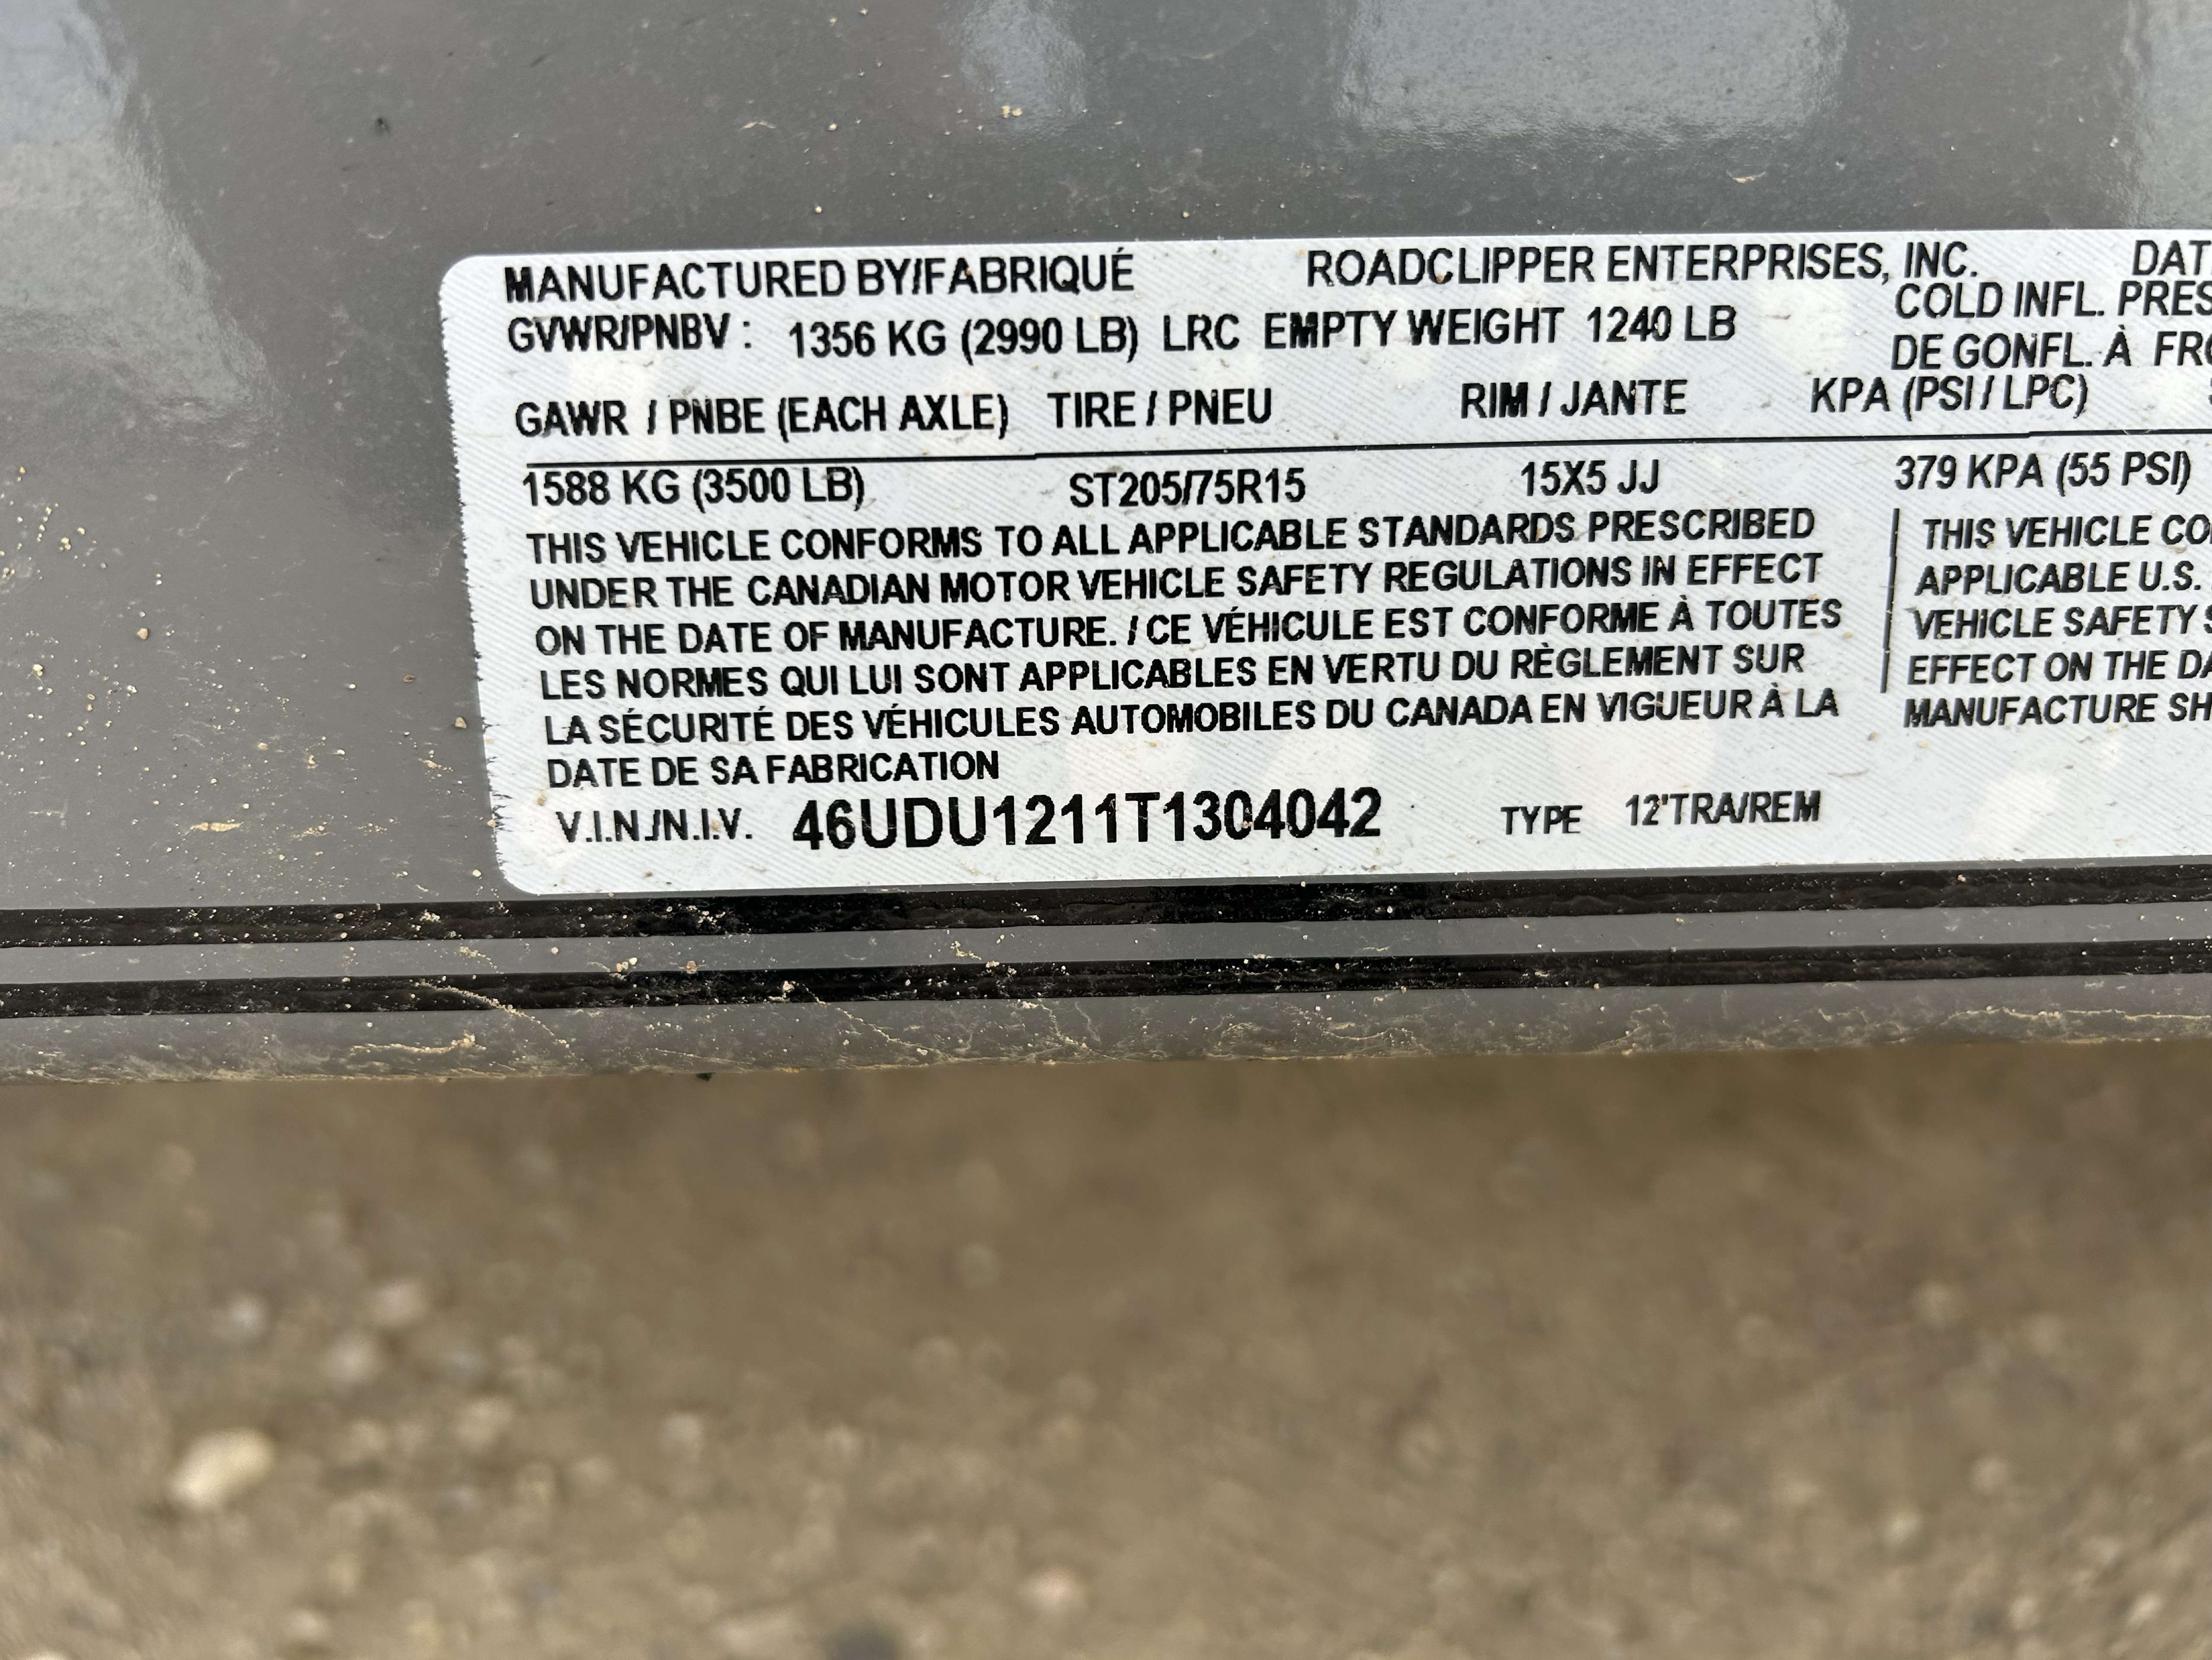 MANUFACTURED BY/FABRIQUÉ ROADCLIPPER ENTERPRISES, INC.
GVWR/PNBV : 1356 KG (2990 LB) LRC EMPTY WEIGHT 1240 LB
COLD INFL.
DE GONFL. À
GAWR / PNBE (EACH AXLE) TIRE / PNEU RIM / JANTE KPA (PSI / LPC)
1588 KG (3500 LB) ST205/75R15 15X5 JJ 379 KPA (55 PSI)
THIS VEHICLE CONFORMS TO ALL APPLICABLE STANDARDS PRESCRIBED
UNDER THE CANADIAN MOTOR VEHICLE SAFETY REGULATIONS IN EFFECT
ON THE DATE OF MANUFACTURE. / CE VÉHICULE EST CONFORME À TOUTES
LES NORMES QUI LUI SONT APPLICABLES EN VERTU DU RÈGLEMENT SUR
LA SÉCURITÉ DES VÉHICULES AUTOMOBILES DU CANADA EN VIGUEUR À LA
DATE DE SA FABRICATION
THIS VEHICLE
APPLICABLE U.S.
VEHICLE SAFETY
EFFECT ON THE
MANUFACTURE
V.I.N./N.I.V. 46UDU1211T1304042 TYPE 12'TRA/REM